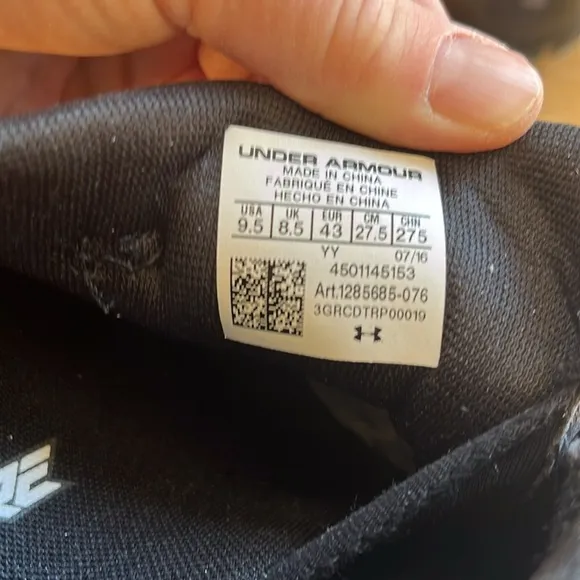 UNDER ARMOUR
MADE IN CHINA
FABRIQUÉ EN CHINE
HECHO EN CHINA
USA UK EUR CM CHN
9.5 8.5 43 27.5 275
YY 07/16
4501145153
Art.1285685-076
3GRCDTRP00019